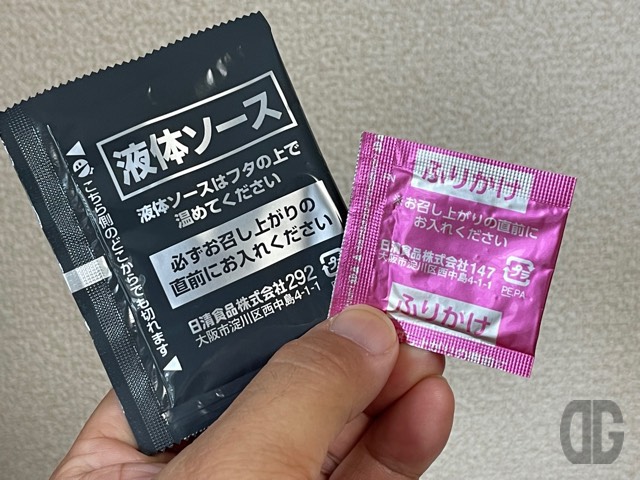 液体ソース
液体ソースはフタの上で
温めてください
必ずお召し上がりの
直前にお入れください
日清食品株式会社292
大阪市淀川区西中島4-1-1
こちら側のどこからでも切れます
ふりかけ
お召し上がりの直前に
お入れください
日清食品株式会社147
大阪市淀川区西中島4-1-1
プラ
PE,PA
ふりかけ
DG